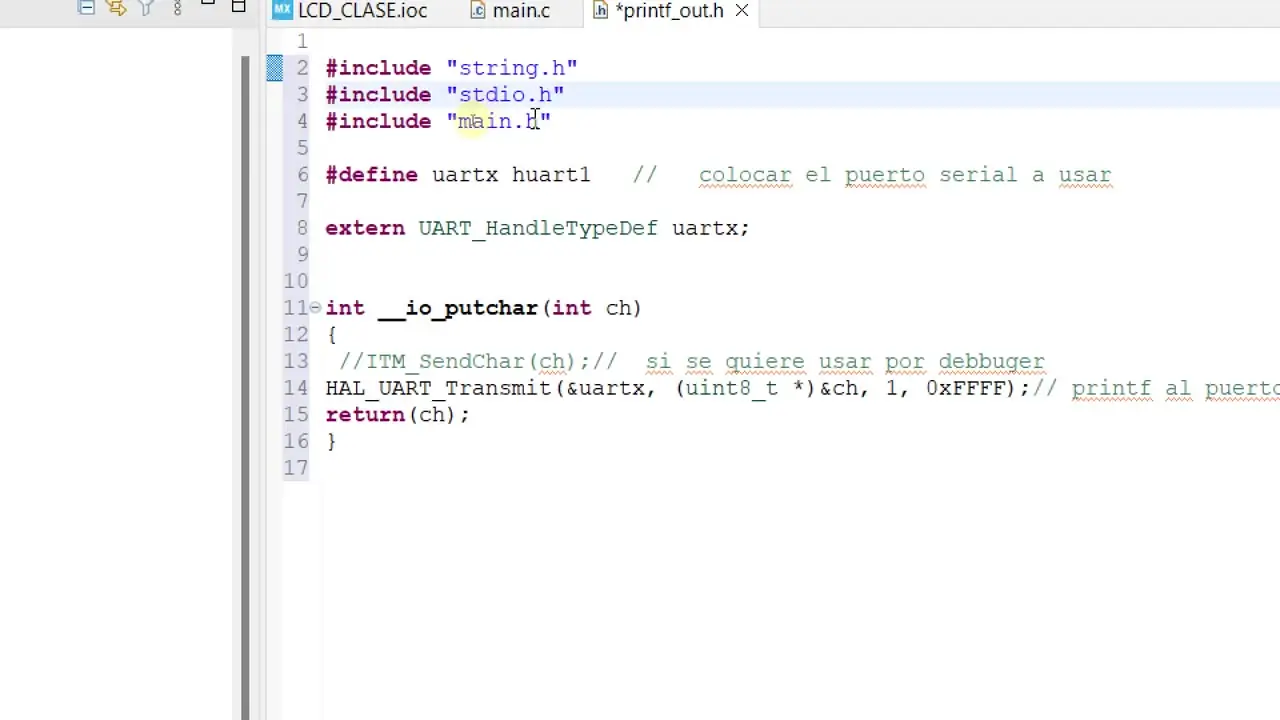 MX LCD_CLASE.ioc .c main.c .h *printf_out.h
1
2 #include "string.h"
3 #include "stdio.h"
4 #include "main.h"
5
6 #define uartx huart1 // colocar el puerto serial a usar
7
8 extern UART_HandleTypeDef uartx;
9
10
11 int __io_putchar(int ch)
12 {
13 //ITM_SendChar(ch);// si se quiere usar por debbuger
14 HAL_UART_Transmit(&uartx, (uint8_t *)&ch, 1, 0xFFFF);// printf al puerto
15 return(ch);
16 }
17